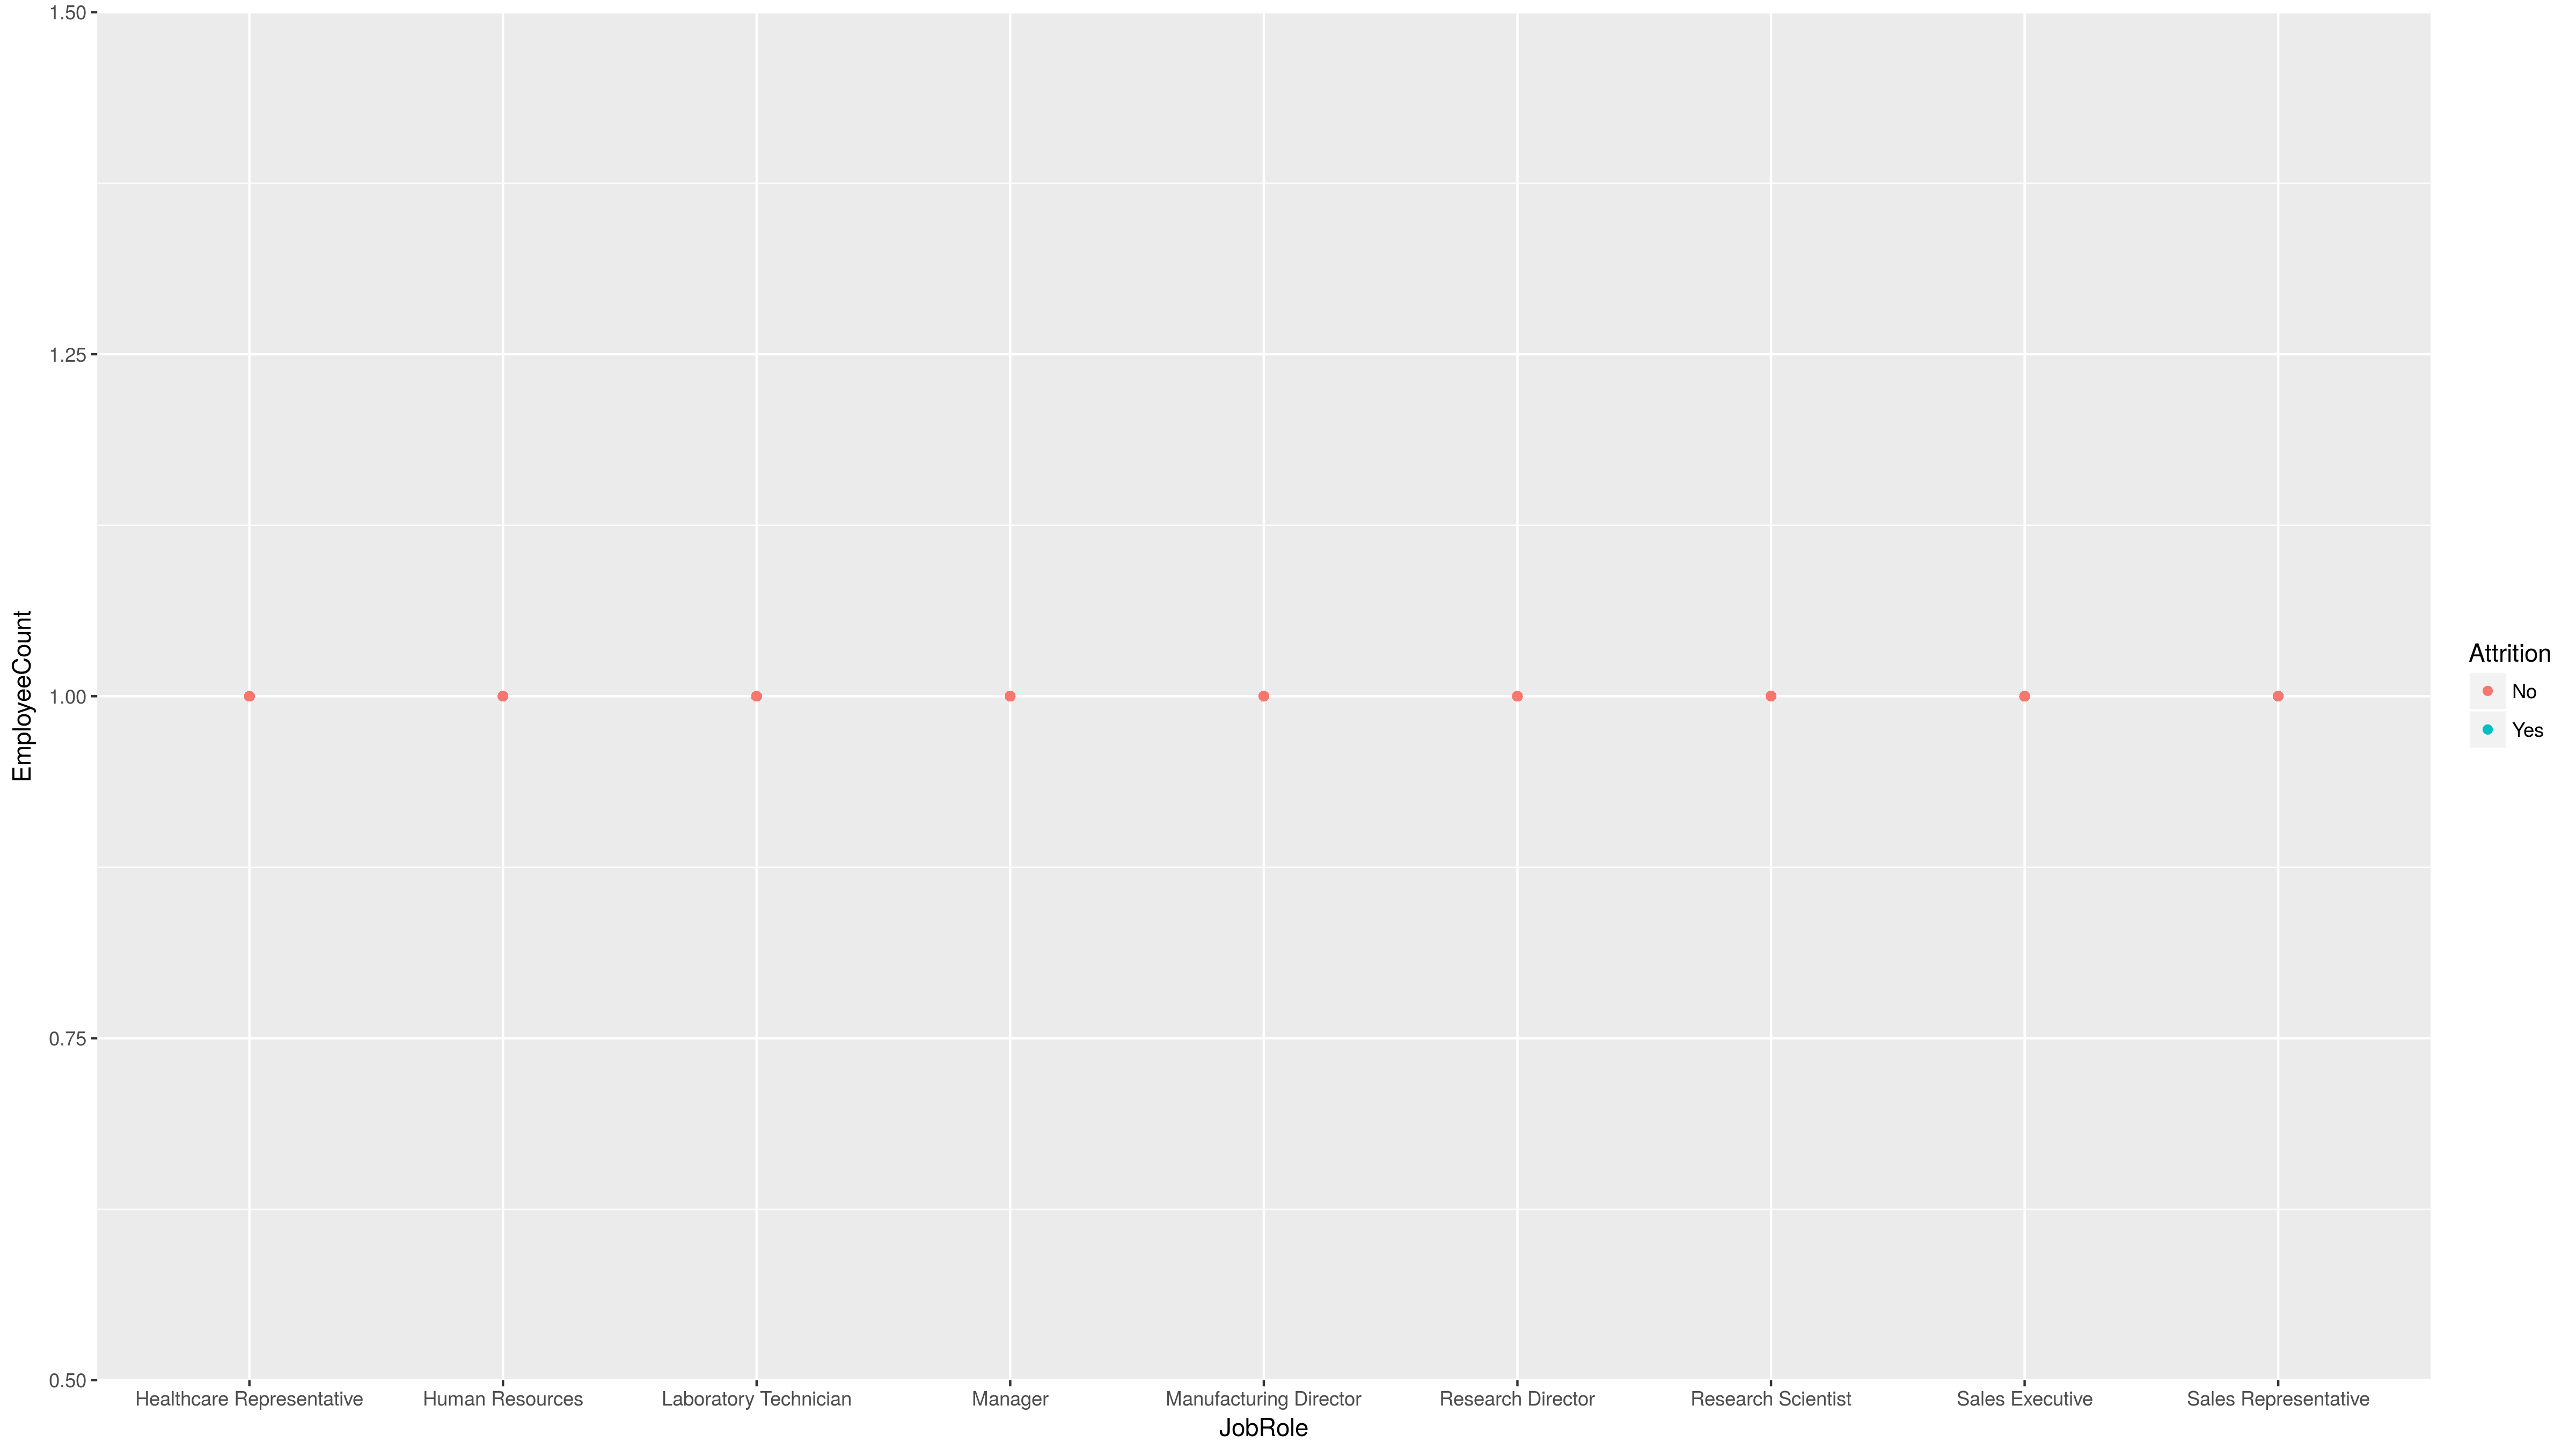 1.50
1.25
1.00
0.75
0.50
EmployeeCount
Healthcare Representative
Human Resources
Laboratory Technician
Manager
Manufacturing Director
Research Director
Research Scientist
Sales Executive
Sales Representative
JobRole
Attrition
No
Yes